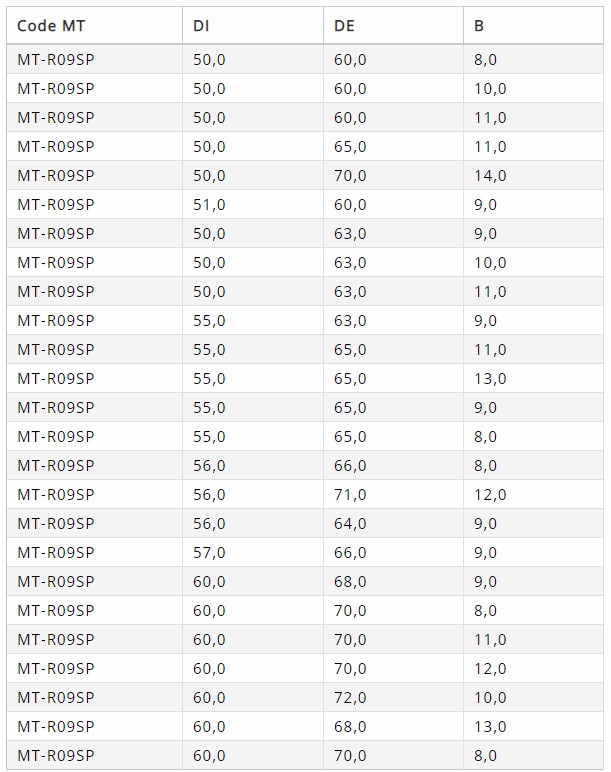 Code MT DI DE B
MT-R09SP 50,0 60,0 8,0
MT-R09SP 50,0 60,0 10,0
MT-R09SP 50,0 60,0 11,0
MT-R09SP 50,0 65,0 11,0
MT-R09SP 50,0 70,0 14,0
MT-R09SP 51,0 60,0 9,0
MT-R09SP 50,0 63,0 9,0
MT-R09SP 50,0 63,0 10,0
MT-R09SP 50,0 63,0 11,0
MT-R09SP 55,0 63,0 9,0
MT-R09SP 55,0 65,0 11,0
MT-R09SP 55,0 65,0 13,0
MT-R09SP 55,0 65,0 9,0
MT-R09SP 55,0 65,0 8,0
MT-R09SP 56,0 66,0 8,0
MT-R09SP 56,0 71,0 12,0
MT-R09SP 56,0 64,0 9,0
MT-R09SP 57,0 66,0 9,0
MT-R09SP 60,0 68,0 9,0
MT-R09SP 60,0 70,0 8,0
MT-R09SP 60,0 70,0 11,0
MT-R09SP 60,0 70,0 12,0
MT-R09SP 60,0 72,0 10,0
MT-R09SP 60,0 68,0 13,0
MT-R09SP 60,0 70,0 8,0